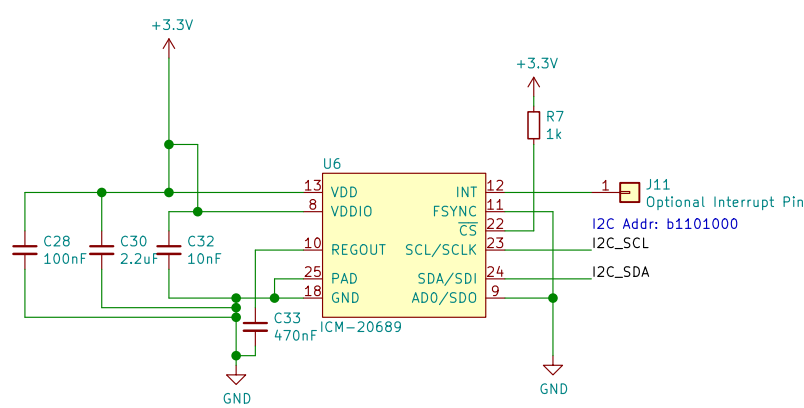 +3.3V
+3.3V
R7
1k
U6
13 VDD INT 12 1 J11
8 VDDIO FSYNC 11 Optional Interrupt Pin
CS 22 I2C Addr: b1101000
C28 C30 C32 10 REGOUT SCL/SCLK 23 I2C_SCL
100nF 2.2uF 10nF
25 PAD SDA/SDI 24 I2C_SDA
18 GND AD0/SDO 9
C33 ICM-20689
470nF
GND
GND